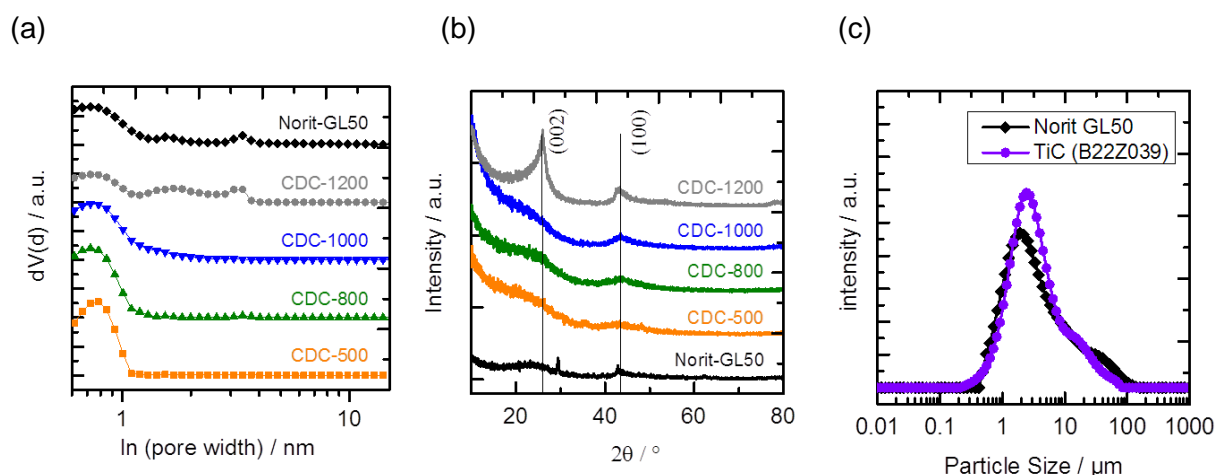 (a)
(b)
(c)
dV(d) / a.u.
Norit-GL50
CDC-1200
CDC-1000
CDC-800
CDC-500
1
10
ln (pore width) / nm
Intensity / a.u.
(002)
(100)
CDC-1200
CDC-1000
CDC-800
CDC-500
Norit-GL50
20
40
60
80
2θ / °
intensity / a.u.
Norit GL50
TiC (B22Z039)
0.01
0.1
1
10
100
1000
Particle Size / µm